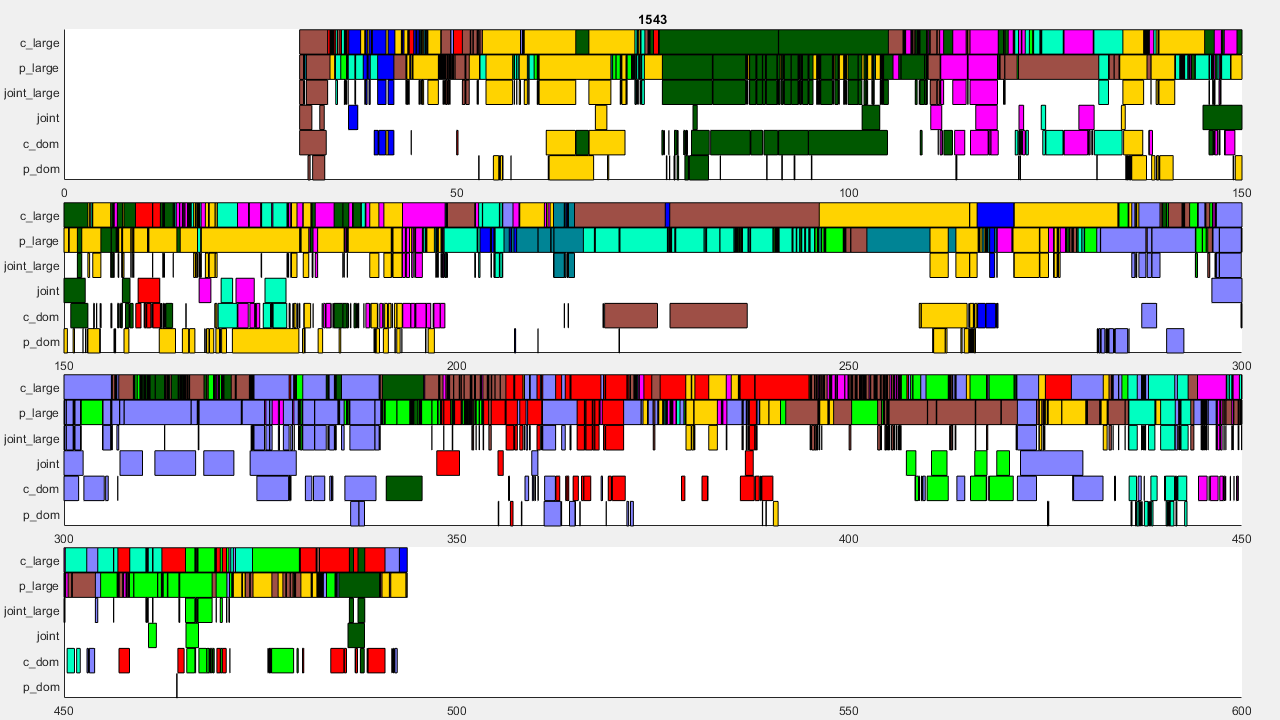 1543
c_large
p_large
joint_large
joint
c_dom
p_dom
0 50 100 150
c_large
p_large
joint_large
joint
c_dom
p_dom
150 200 250 300
c_large
p_large
joint_large
joint
c_dom
p_dom
300 350 400 450
c_large
p_large
joint_large
joint
c_dom
p_dom
450 500 550 600